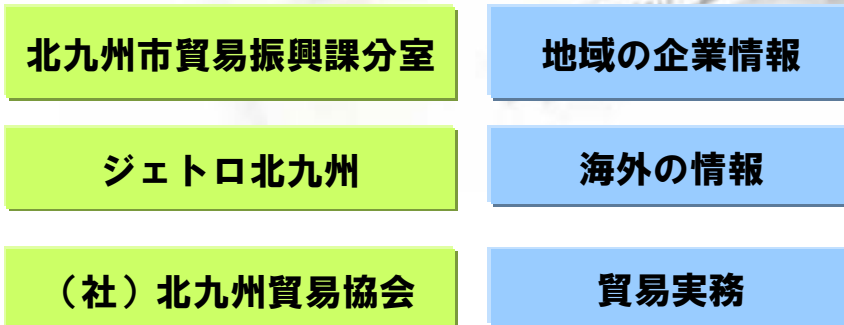 北九州市貿易振興課分室
地域の企業情報
ジェトロ北九州
海外の情報
（社）北九州貿易協会
貿易実務